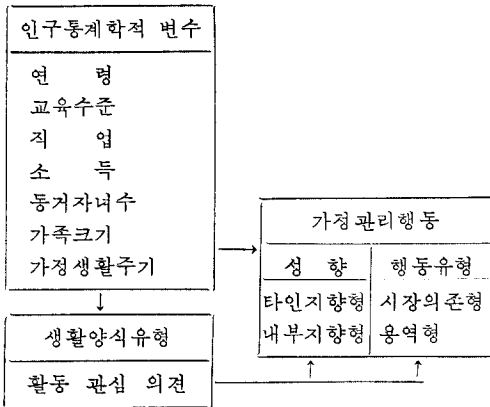 인구통계학적 변수
연 령
교육수준
직 업
소 득
동거자녀수
가족크기
가정생활주기
생활양식유형
활동 관심 의견
가정관리행동
성 향 행동유형
타인지향형 시장의존형
내부지향형 용역형